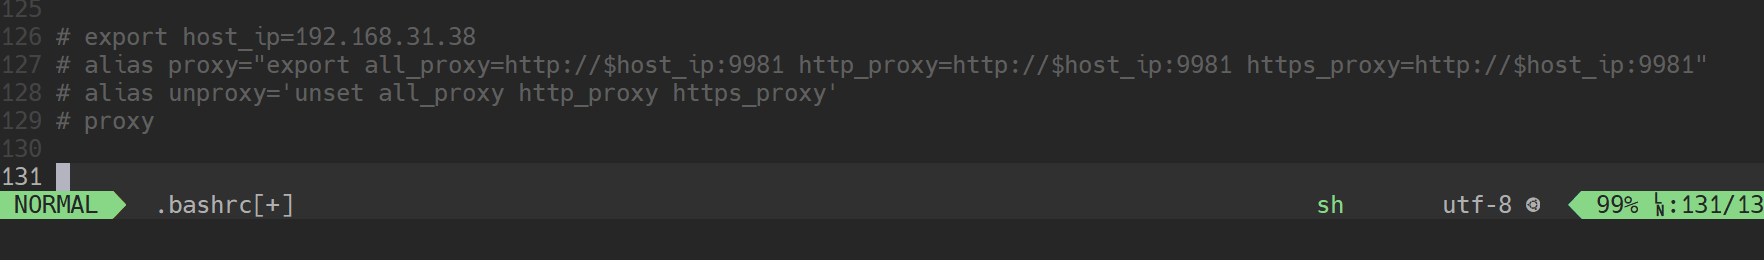 125
126 # export host_ip=192.168.31.38
127 # alias proxy="export all_proxy=http://$host_ip:9981 http_proxy=http://$host_ip:9981 https_proxy=http://$host_ip:9981"
128 # alias unproxy='unset all_proxy http_proxy https_proxy'
129 # proxy
130
131
NORMAL .bashrc[+] sh utf-8 99% LN:131/13